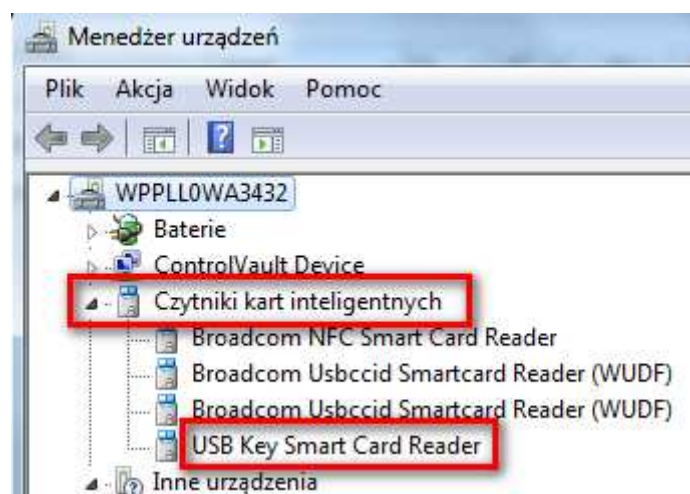 Menedżer urządzeń
Plik Akcja Widok Pomoc
WPPLL0WA3432
Baterie
ControlVault Device
Czytniki kart inteligentnych
Broadcom NFC Smart Card Reader
Broadcom Usbccid Smartcard Reader (WUDF)
Broadcom Usbccid Smartcard Reader (WUDF)
USB Key Smart Card Reader
Inne urządzenia